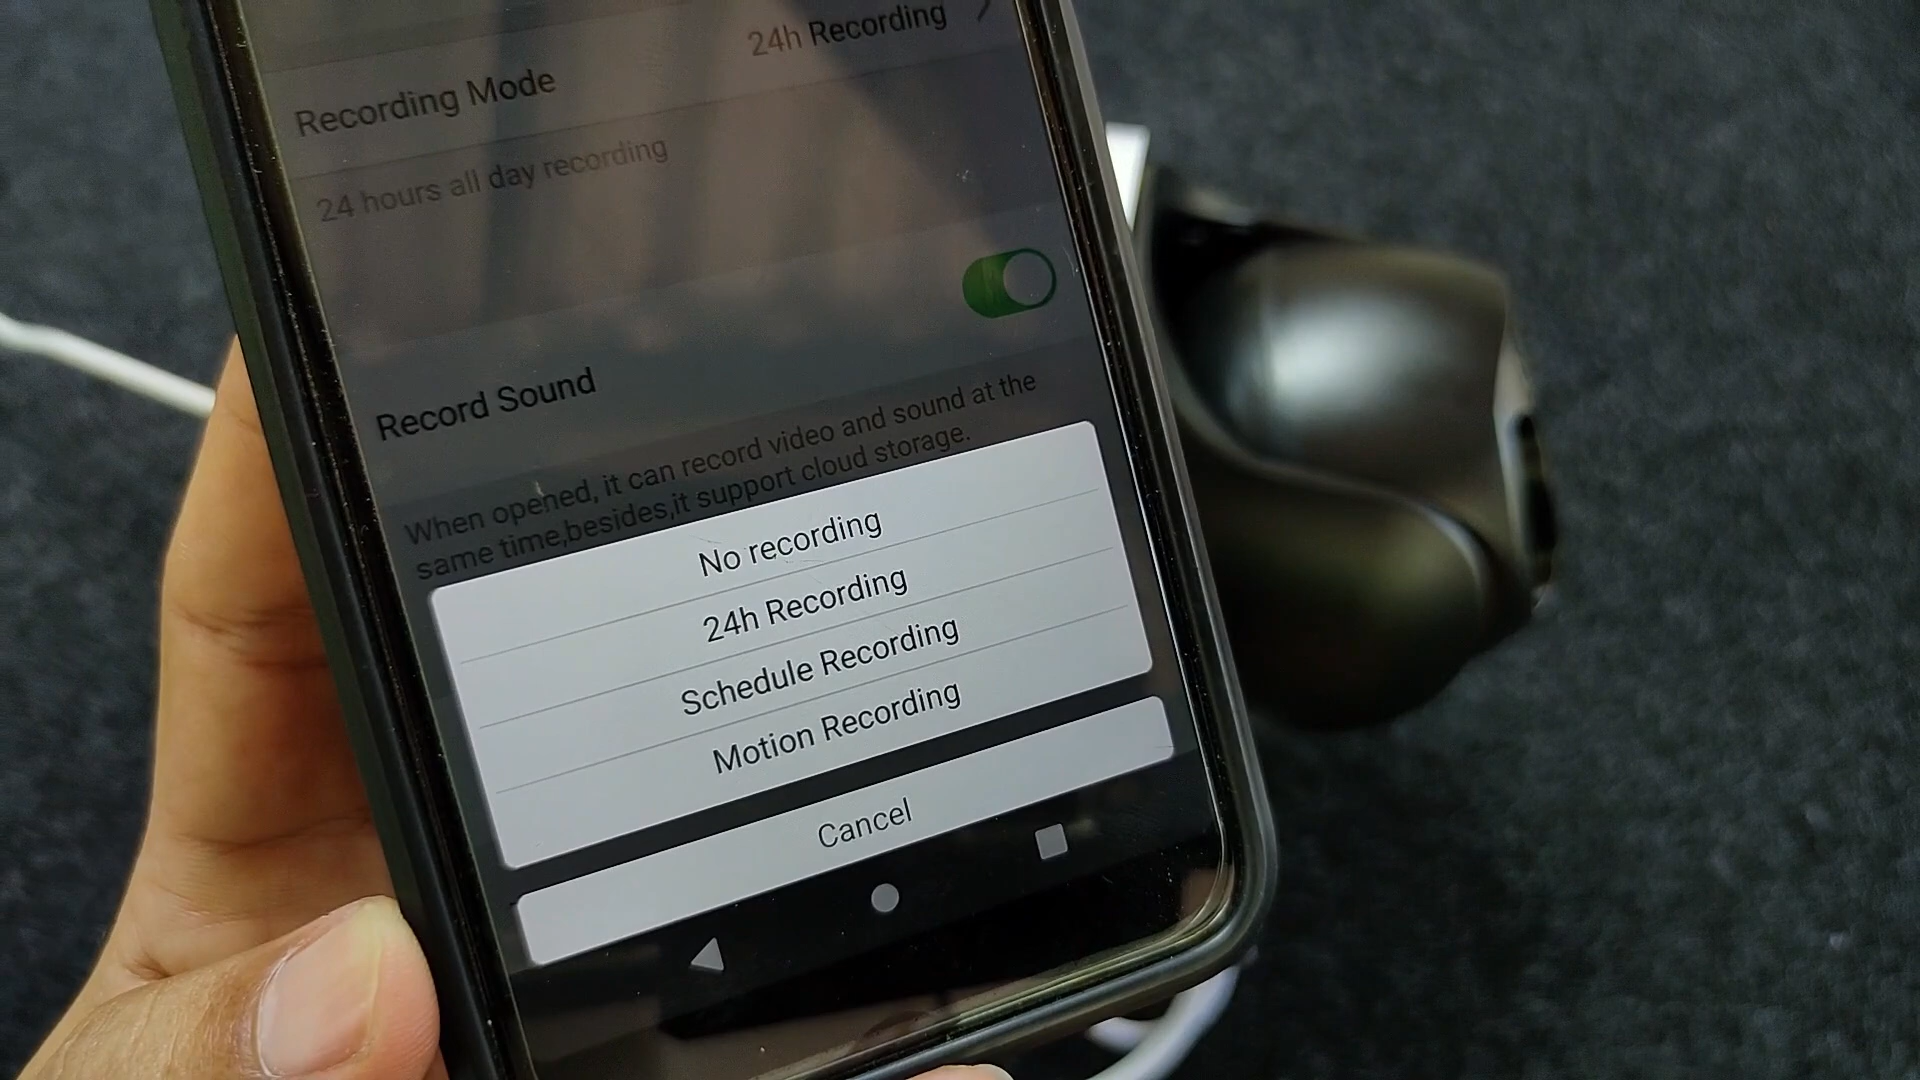 24h Recording
Recording Mode
24 hours all day recording
Record Sound
When opened, it can record video and sound at the
same time,besides,it support cloud storage.
No recording
24h Recording
Schedule Recording
Motion Recording
Cancel